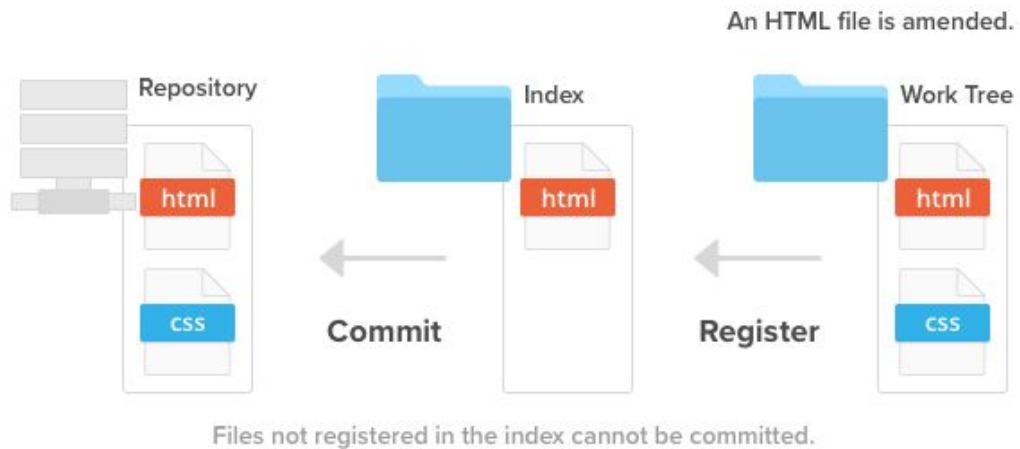 An HTML file is amended.
Repository
Index
Work Tree
html
html
html
css
css
Commit
Register
Files not registered in the index cannot be committed.